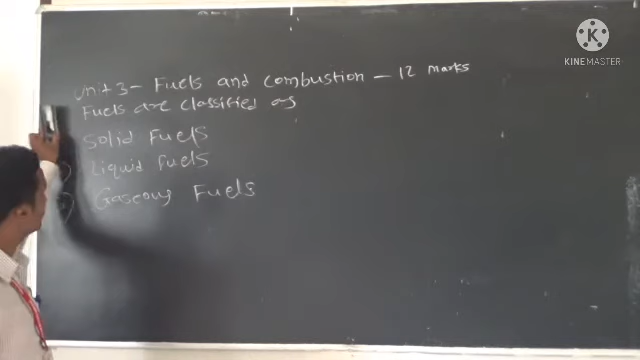 Unit 3 - Fuels and combustion - 12 marks
Fuels are classified as
Solid Fuels
Liquid Fuels
Gaseous Fuels
K
KINEMASTER